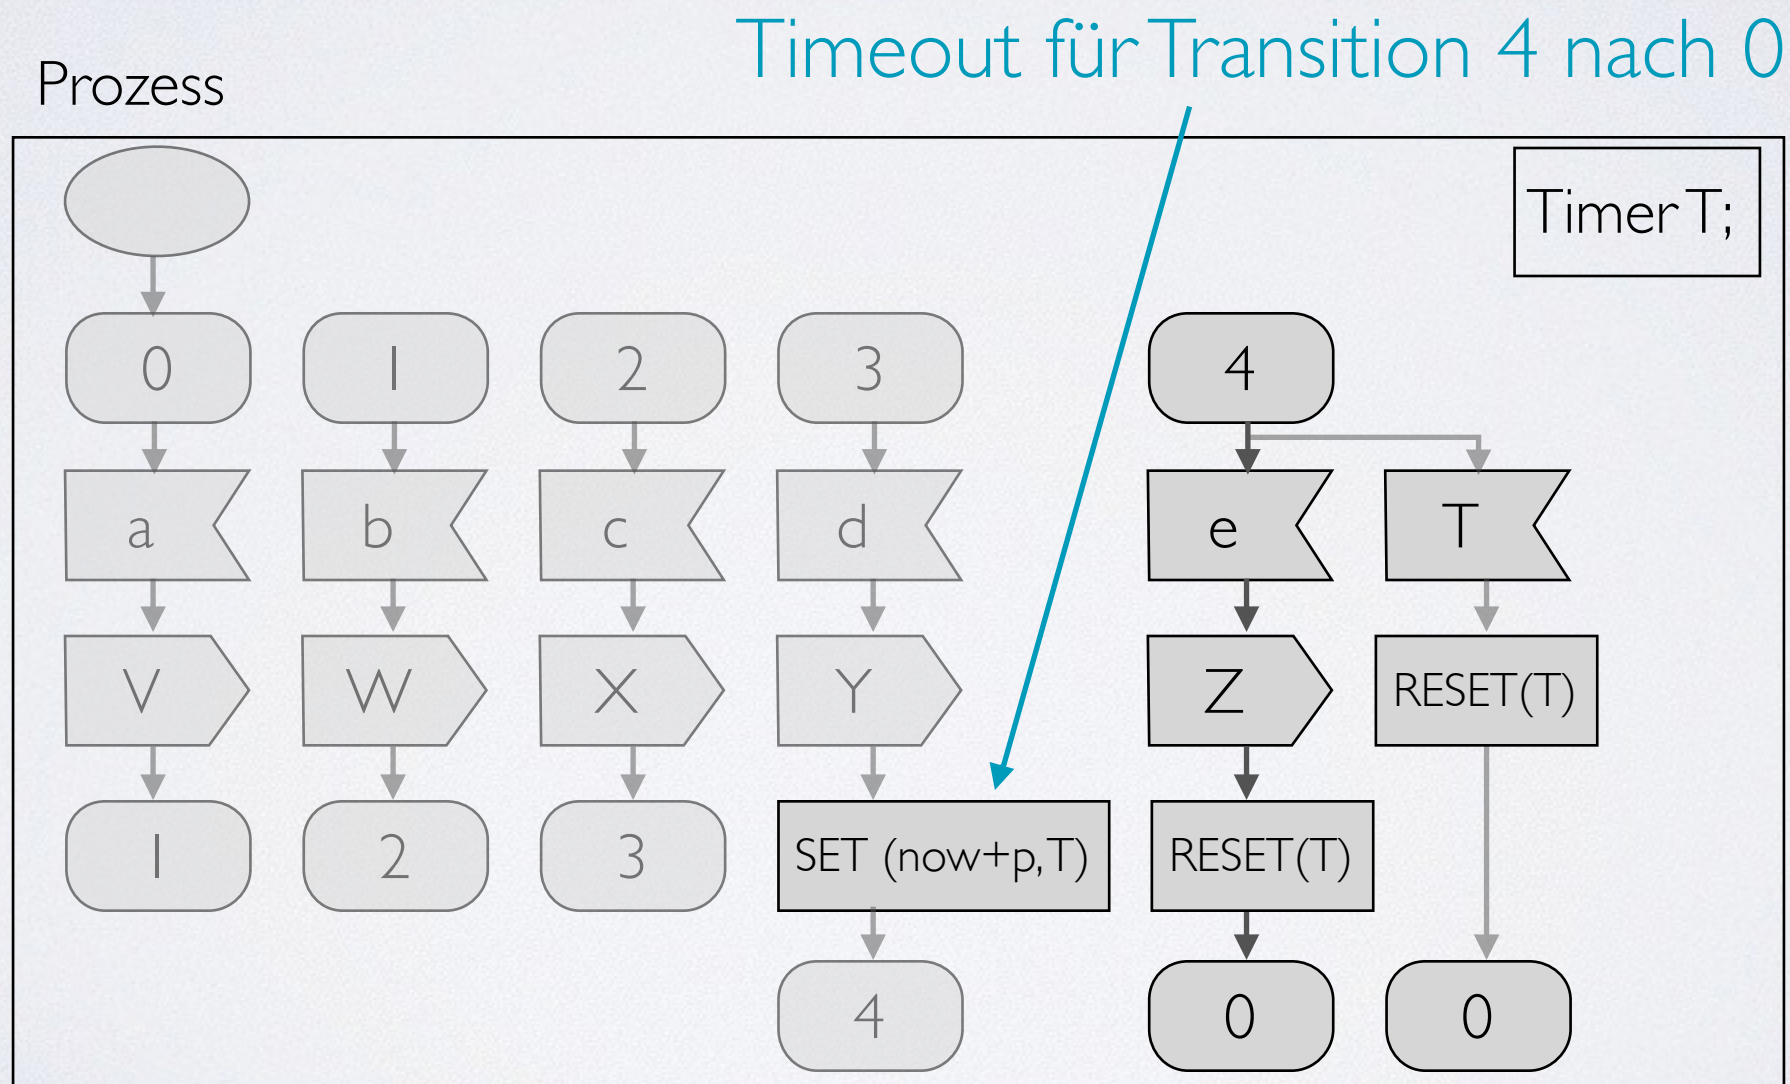 Timeout für Transition 4 nach 0
Prozess
Timer T;
0 1 2 3 4
a b c d e T
V W X Y Z RESET(T)
1 2 3 SET (now+p,T) RESET(T)
4 0 0